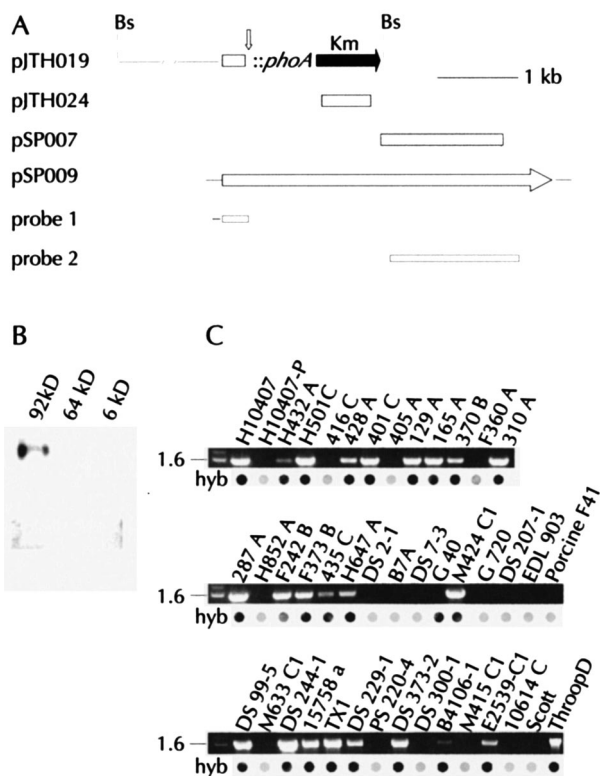 A
Bs Bs
pJTH019 ::phoA Km
1 kb
pJTH024
pSP007
pSP009
probe 1
probe 2
B
92kD 64 kD 6 kD
C
H10407 H10407-P H432 A H501C 416 C 428 A 401 C 405 A 129 A 165 A 370 B F360 A 310 A
1.6
hyb
287 A H852 A F242 B F373 B 435 C H647 A DS 2-1 B7A DS 7-3 G 40 M424 C1 G 720 DS 207-1 EDL 903 Porcine F41
1.6
hyb
DS 99-5 M633 C1 DS 244-1 15758 a TX1 DS 229-1 PS 220-4 DS 373-2 DS 300-1 B4106-1 M415 C1 E2539-C1 10614 C Scott ThroopD
1.6
hyb